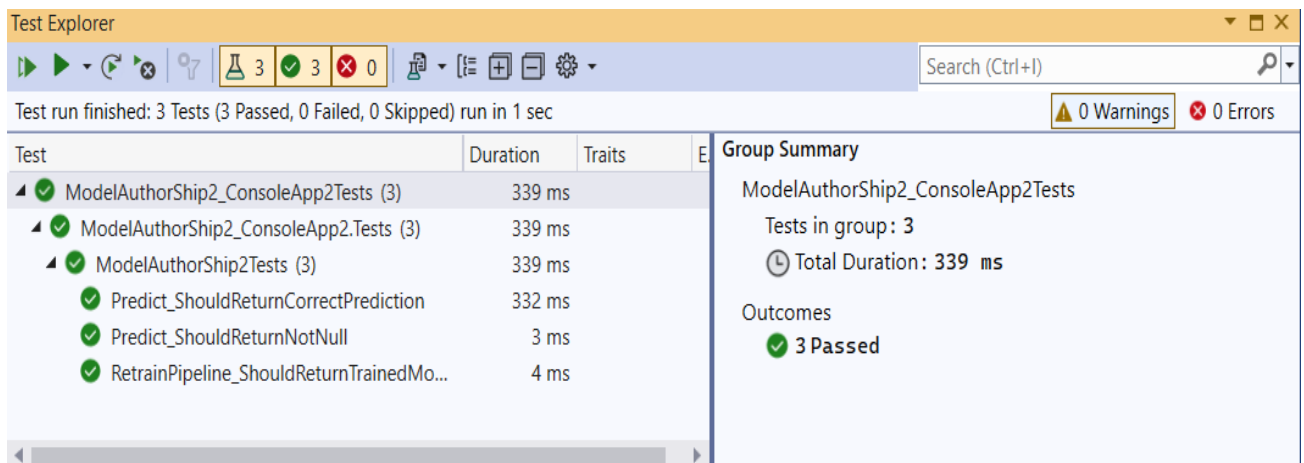 Test Explorer
3 3 0
Search (Ctrl+I)
Test run finished: 3 Tests (3 Passed, 0 Failed, 0 Skipped) run in 1 sec
0 Warnings 0 Errors
Test Duration Traits E.
ModelAuthorShip2_ConsoleApp2Tests (3) 339 ms
ModelAuthorShip2_ConsoleApp2.Tests (3) 339 ms
ModelAuthorShip2Tests (3) 339 ms
Predict_ShouldReturnCorrectPrediction 332 ms
Predict_ShouldReturnNotNull 3 ms
RetrainPipeline_ShouldReturnTrainedMo... 4 ms
Group Summary
ModelAuthorShip2_ConsoleApp2Tests
Tests in group: 3
Total Duration: 339 ms
Outcomes
3 Passed